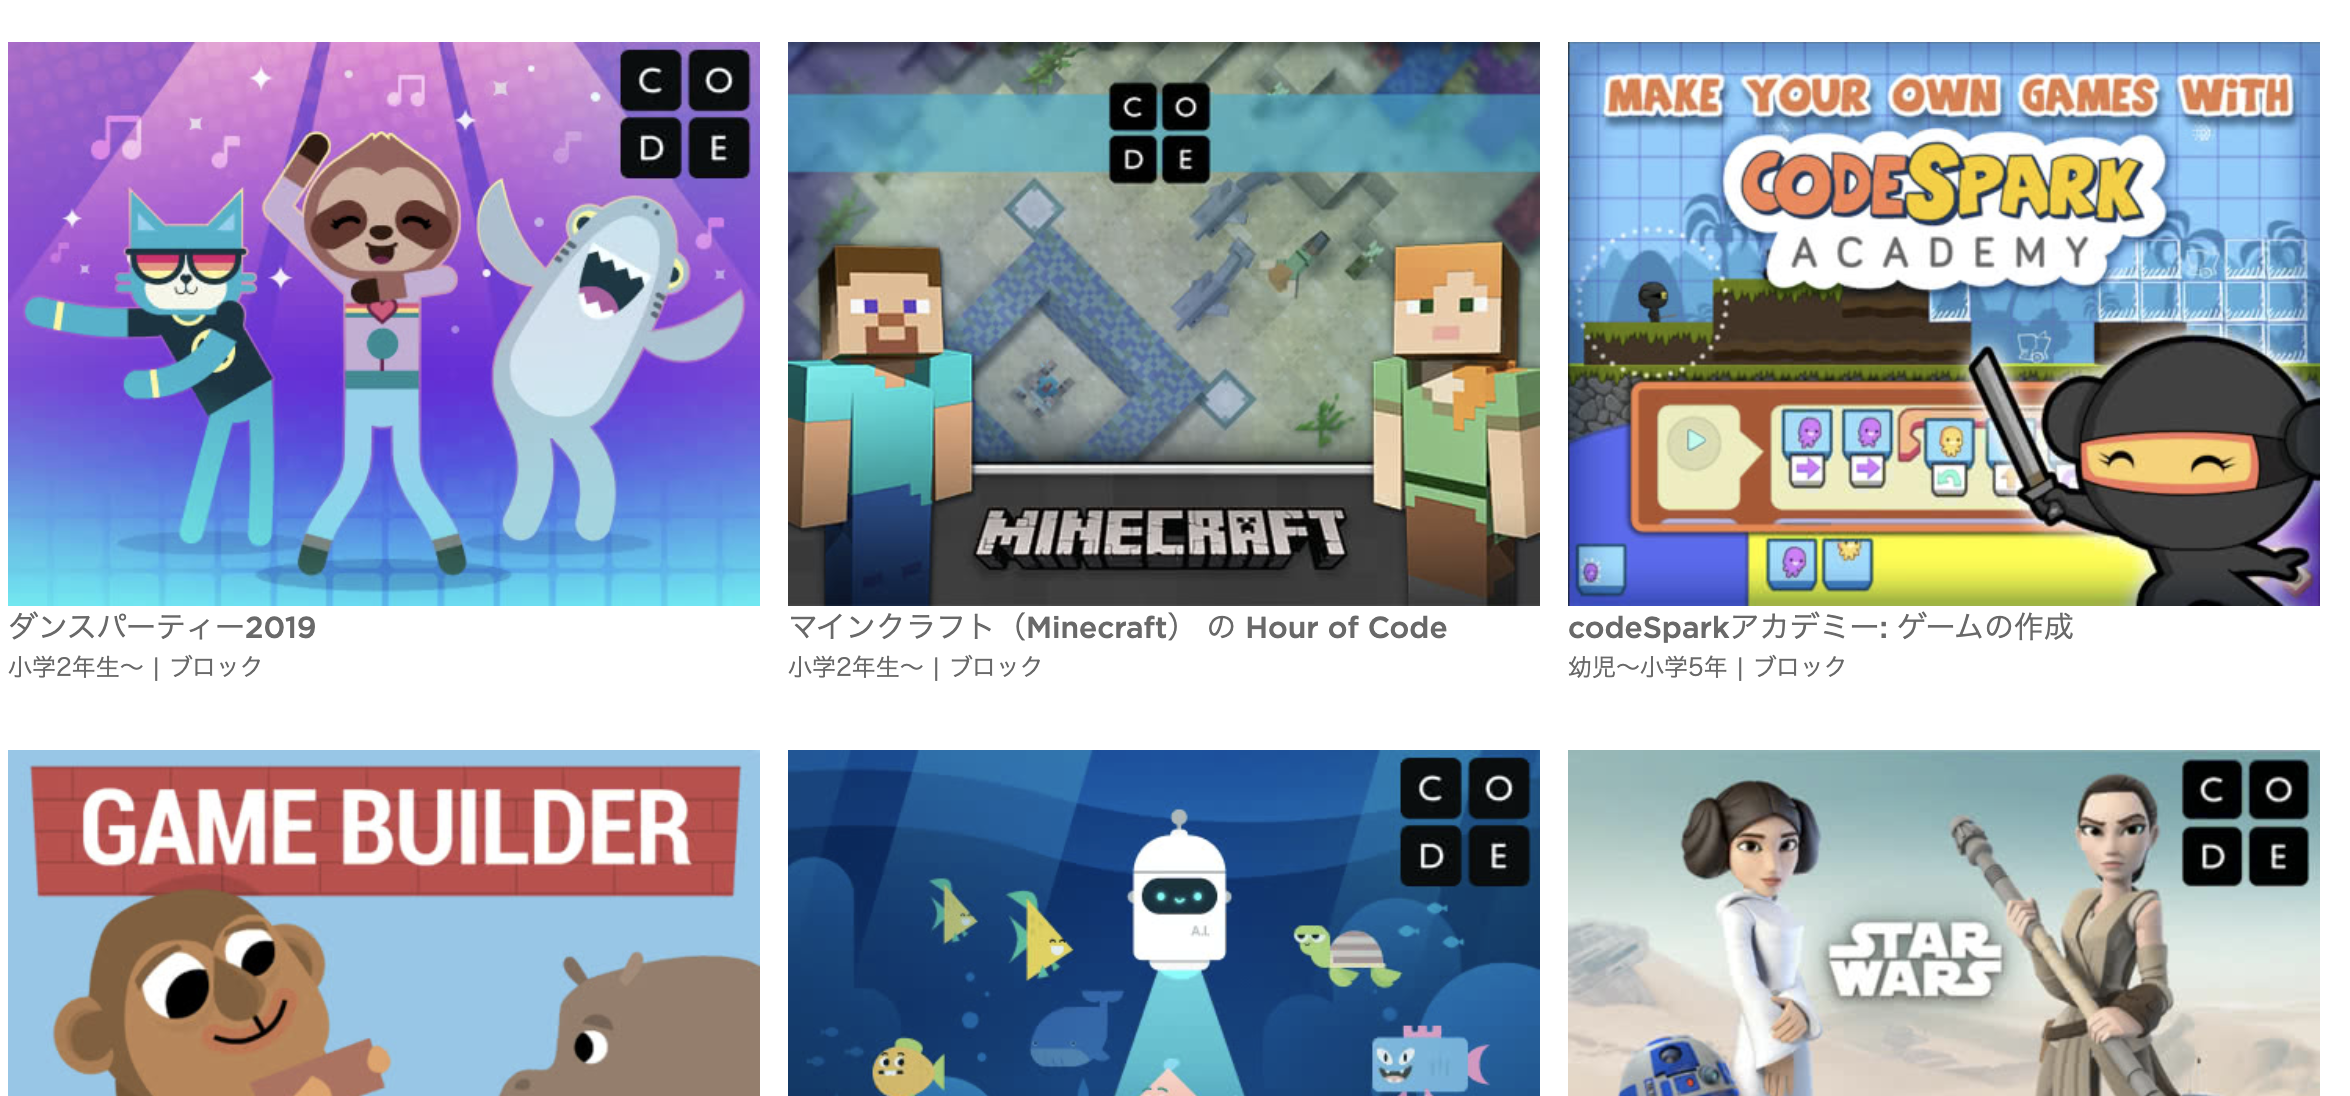 C O
D E
ダンスパーティー2019
小学2年生〜 | ブロック
C O
D E
MINECRAFT
マインクラフト（Minecraft） の Hour of Code
小学2年生〜 | ブロック
MAKE YOUR OWN GAMES WiTH
CODESPARK
ACADEMY
codeSparkアカデミー: ゲームの作成
幼児〜小学5年 | ブロック
GAME BUILDER
C O
D E
A.I.
C O
D E
STAR
WARS